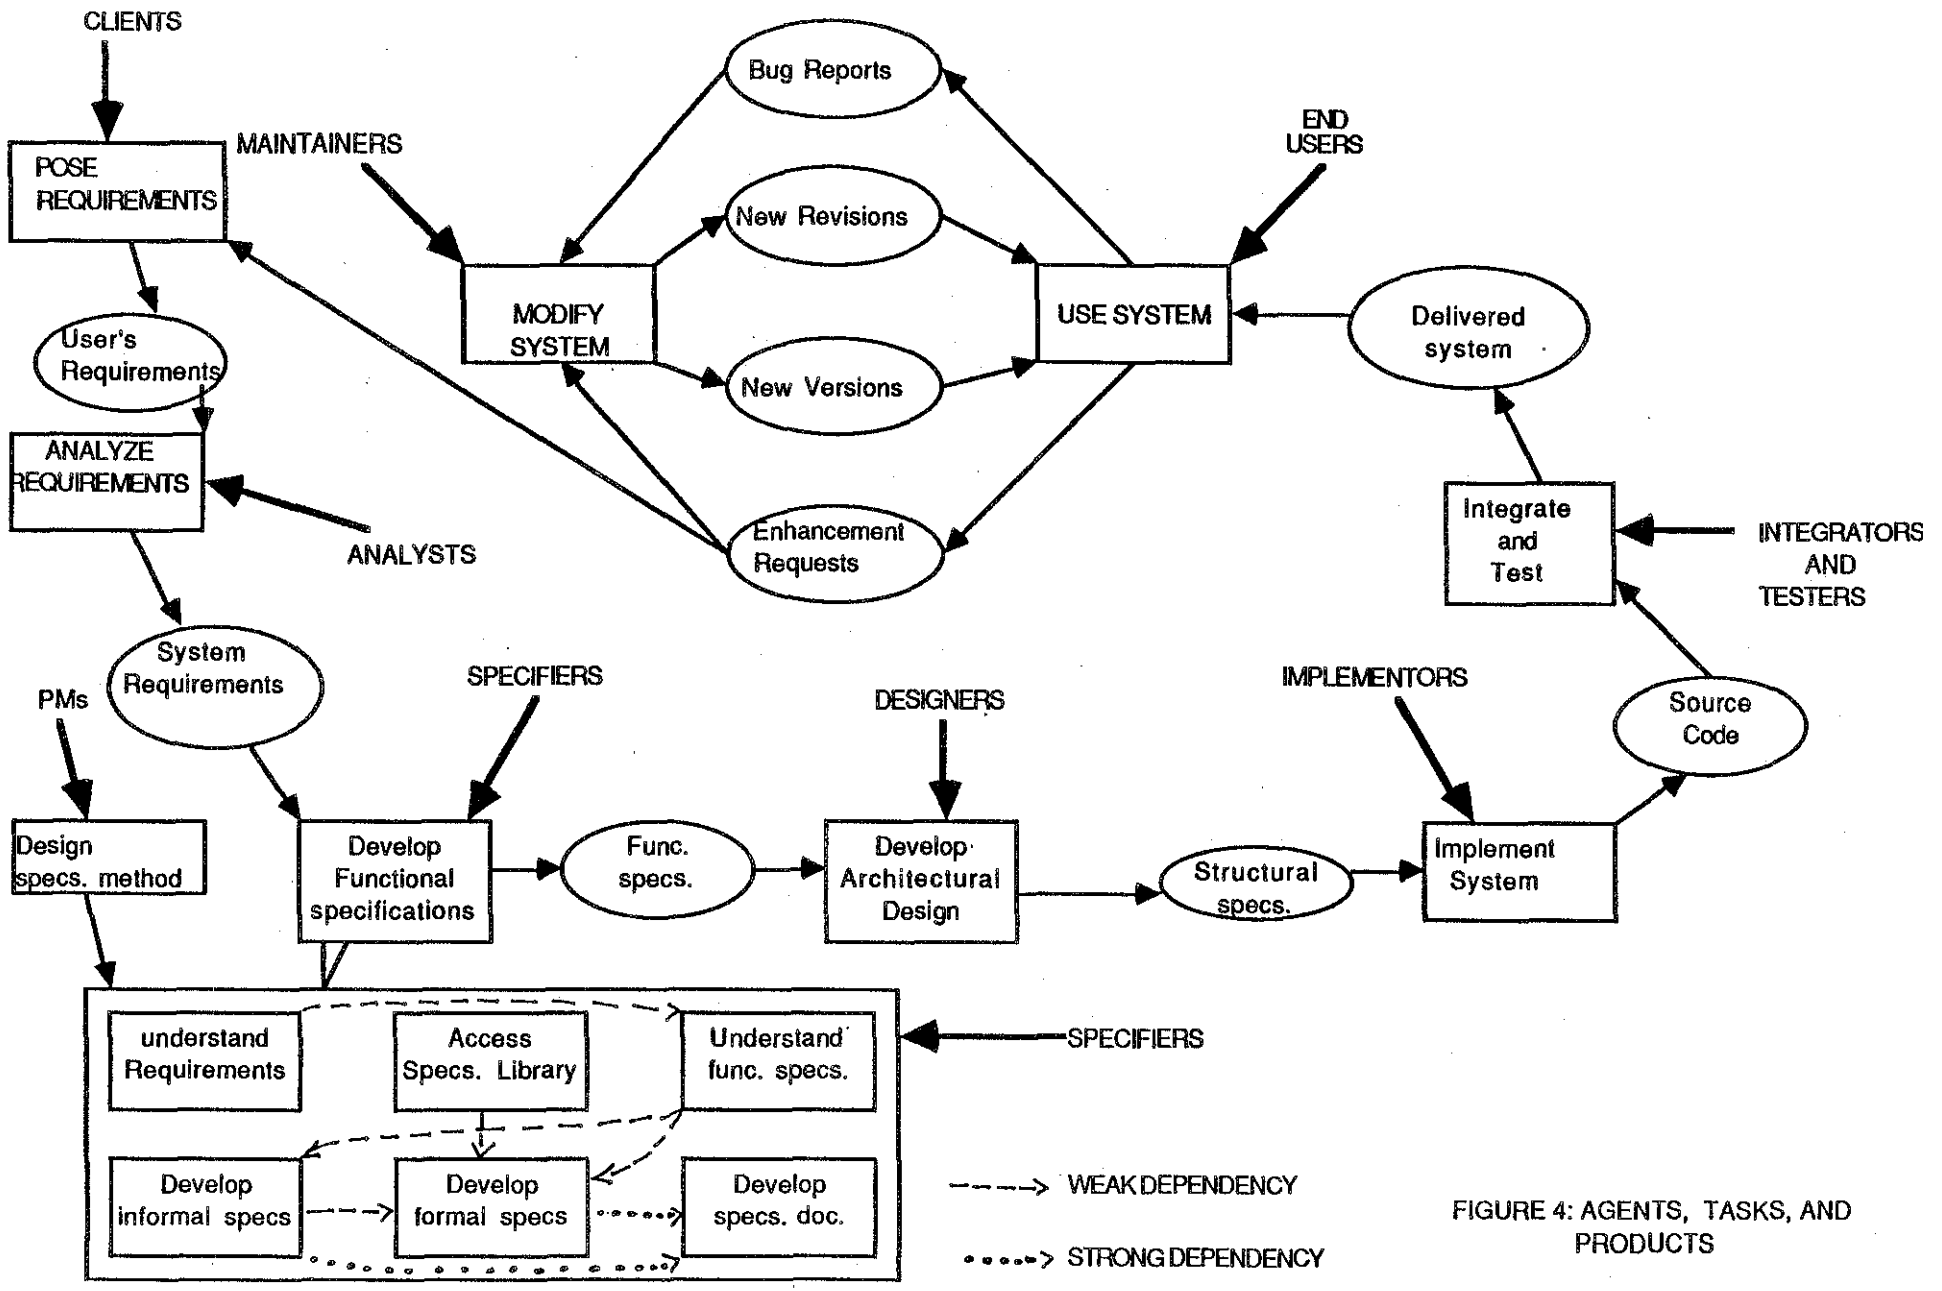 CLIENTS
POSE
REQUIREMENTS
User's
Requirements
ANALYZE
REQUIREMENTS
ANALYSTS
System
Requirements
MAINTAINERS
MODIFY
SYSTEM
Bug Reports
New Revisions
New Versions
Enhancement
Requests
END
USERS
USE SYSTEM
Delivered
system
Integrate
and
Test
INTEGRATORS
AND
TESTERS
PMs
Design
specs. method
SPECIFIERS
Develop
Functional
specifications
Func.
specs.
DESIGNERS
Develop
Architectural
Design
Structural
specs.
IMPLEMENTORS
Implement
System
Source
Code
understand
Requirements
Access
Specs. Library
Understand
func. specs.
SPECIFIERS
Develop
informal specs
Develop
formal specs
Develop
specs. doc.
WEAK DEPENDENCY
STRONG DEPENDENCY
FIGURE 4: AGENTS, TASKS, AND
PRODUCTS